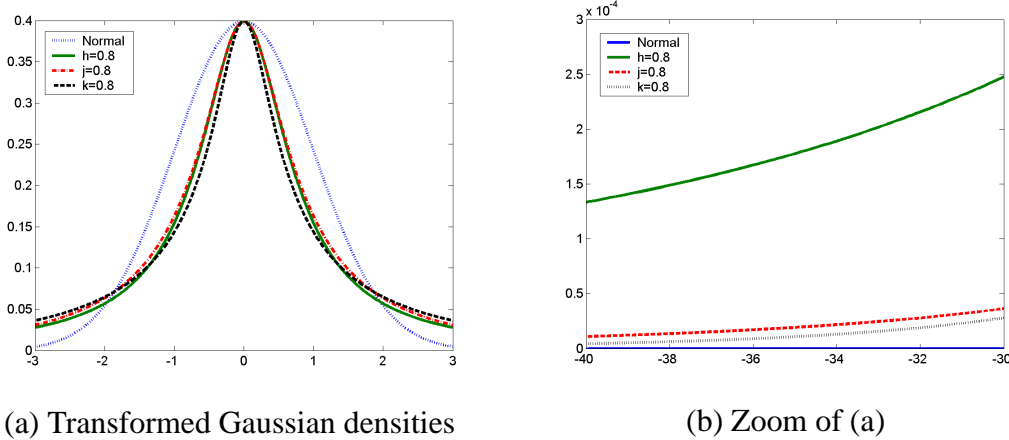 0.4
0.35
0.3
0.25
0.2
0.15
0.1
0.05
0
-3
-2
-1
0
1
2
3
Normal
h=0.8
j=0.8
k=0.8
(a) Transformed Gaussian densities
3 x 10⁻⁴
2.5
2
1.5
1
0.5
0
-40
-38
-36
-34
-32
-30
Normal
h=0.8
j=0.8
k=0.8
(b) Zoom of (a)